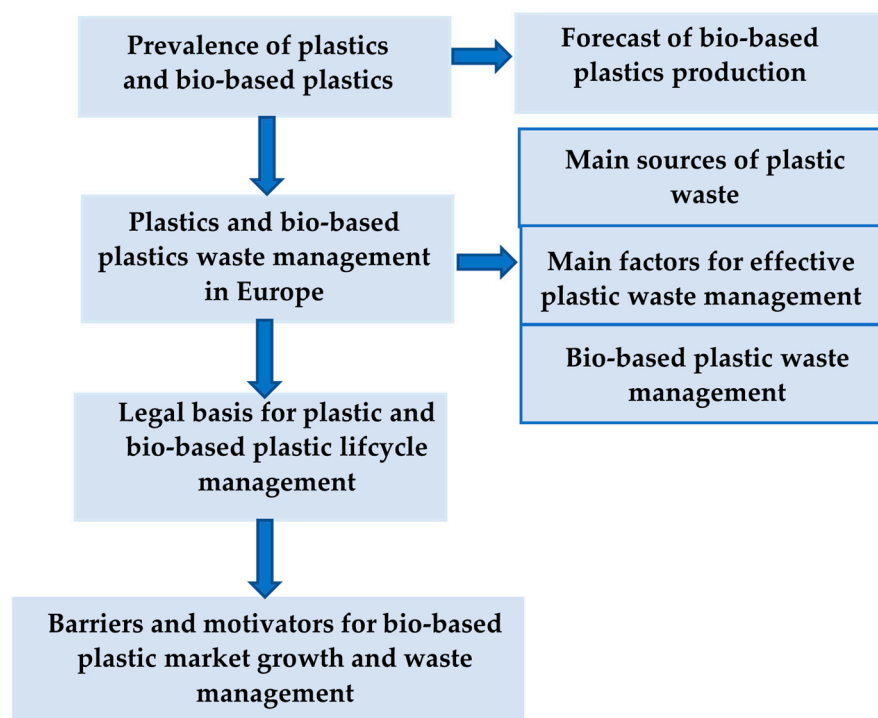 Prevalence of plastics
and bio-based plastics
Forecast of bio-based
plastics production
Main sources of plastic
waste
Plastics and bio-based
plastics waste management
in Europe
Main factors for effective
plastic waste management
Bio-based plastic waste
management
Legal basis for plastic and
bio-based plastic lifcycle
management
Barriers and motivators for bio-based
plastic market growth and waste
management